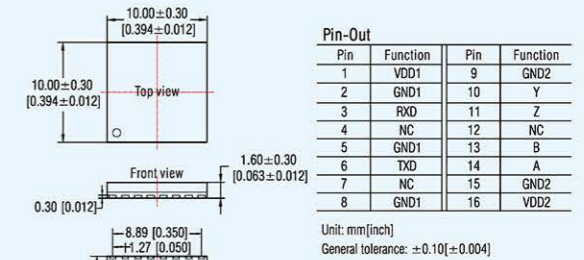 10.00±0.30
[0.394±0.012]
10.00±0.30
[0.394±0.012]
Top view
Front view
1.60±0.30
[0.063±0.012]
0.30 [0.012]
8.89 [0.350]
1.27 [0.050]
Pin-Out
Pin Function Pin Function
1 VDD1 9 GND2
2 GND1 10 Y
3 RXD 11 Z
4 NC 12 NC
5 GND1 13 B
6 TXD 14 A
7 NC 15 GND2
8 GND1 16 VDD2
Unit: mm[inch]
General tolerance: ±0.10[±0.004]